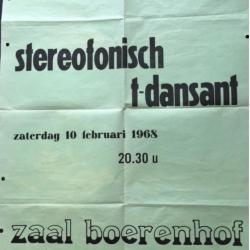 stereofonisch
t-dansant
zaterdag 10 februari 1968
20.30 u
zaal boerenhof